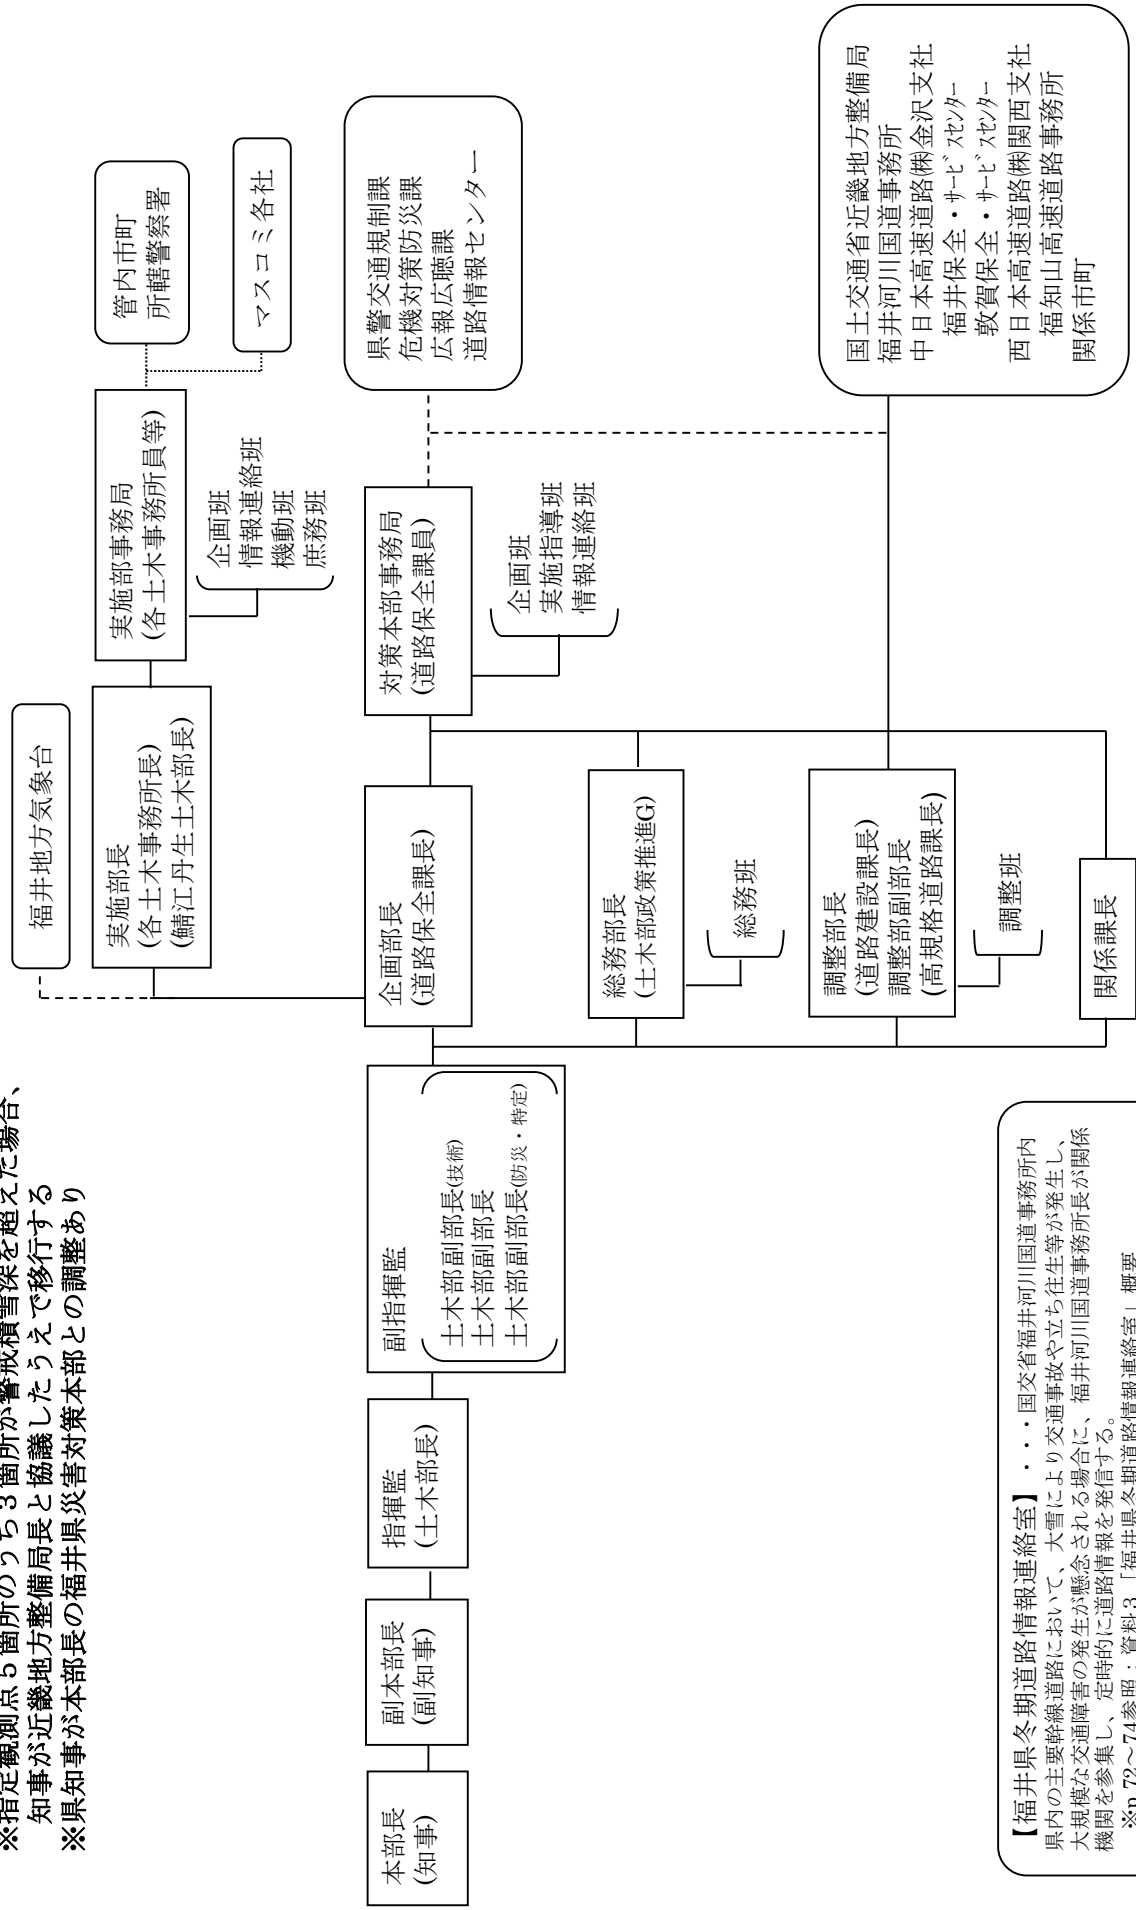 ※指定観測点5箇所のうち3箇所が警戒積雪深を超えた場合、
知事が近畿地方整備局長と協議したうえで移行する
※県知事が本部長の福井県災害対策本部との調整あり
本部長
(知事)
副本部長
(副知事)
指揮監
(土木部長)
副指揮監
土木部副部長(技術)
土木部副部長
土木部副部長(防災・特定)
福井地方気象台
実施部長
(各土木事務所長)
(鯖江丹生土木部長)
実施部事務局
(各土木事務所員等)
企画班
情報連絡班
機動班
庶務班
管内市町
所轄警察署
マスコミ各社
企画部長
(道路保全課長)
対策本部事務局
(道路保全課員)
企画班
実施指導班
情報連絡班
県警交通規制課
危機対策防災課
広報広聴課
道路情報センター
総務部長
(土木部政策推進G)
総務班
調整部長
(道路建設課長)
調整部副部長
(高規格道路課長)
調整班
関係課長
国土交通省近畿地方整備局
福井河川国道事務所
中日本高速道路㈱金沢支社
福井保全・ｻｰﾋﾞｽｾﾝﾀｰ
敦賀保全・ｻｰﾋﾞｽｾﾝﾀｰ
西日本高速道路㈱関西支社
福知山高速道路事務所
関係市町
【福井県冬期道路情報連絡室】・・・国交省福井河川国道事務所内
県内の主要幹線道路において、大雪により交通事故や立ち往生等が発生し、
大規模な交通障害の発生が懸念される場合に、福井河川国道事務所長が関係
機関を参集し、定時的に道路情報を発信する。
※p.72～74参照：資料3「福井県冬期道路情報連絡室」概要